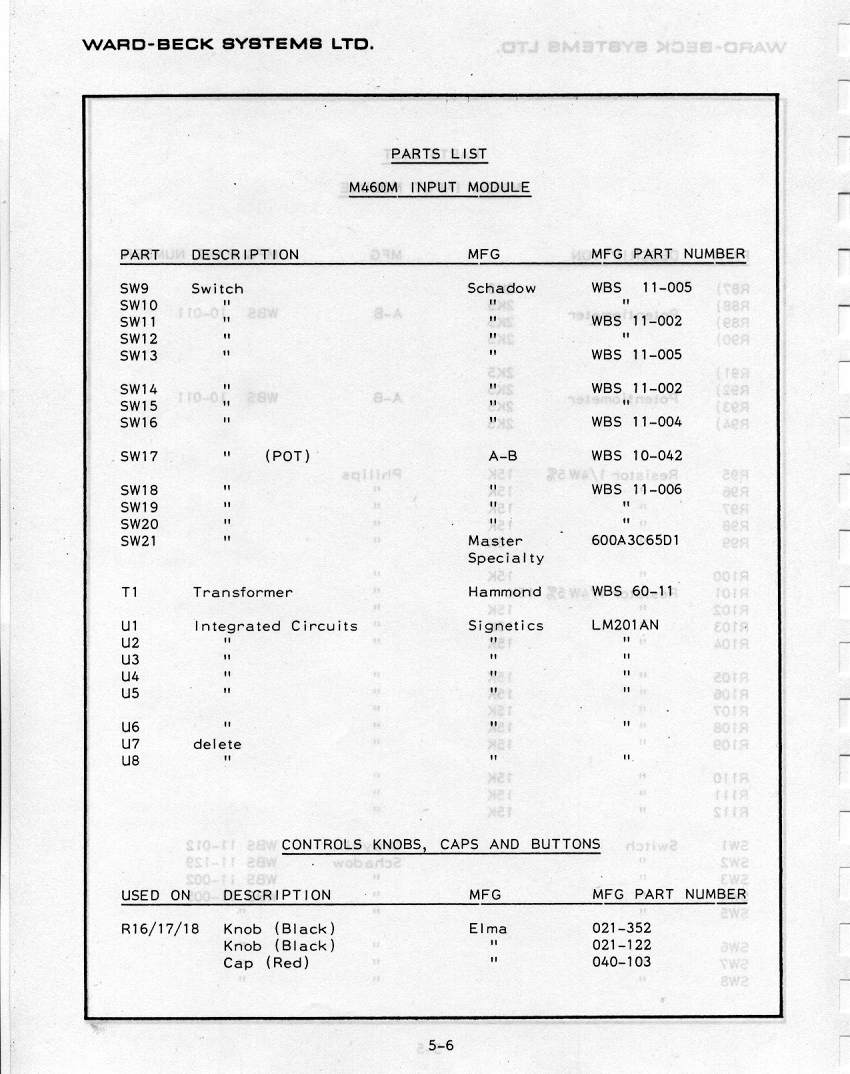 WARD-BECK SYSTEMS LTD.
PARTS LIST
M460M INPUT MODULE
PART DESCRIPTION MFG MFG PART NUMBER
SW9 Switch Schadow WBS 11-005
SW10 " " "
SW11 " " WBS 11-002
SW12 " " "
SW13 " " WBS 11-005
SW14 " " WBS 11-002
SW15 " " "
SW16 " " WBS 11-004
SW17 " (POT) A-B WBS 10-042
SW18 " " WBS 11-006
SW19 " " "
SW20 " " "
SW21 " Master 600A3C65D1
Specialty
T1 Transformer Hammond WBS 60-11
U1 Integrated Circuits Signetics LM201AN
U2 " " "
U3 " " "
U4 " " "
U5 " " "
U6 " " "
U7 delete
U8 " " "
CONTROLS KNOBS, CAPS AND BUTTONS
USED ON DESCRIPTION MFG MFG PART NUMBER
R16/17/18 Knob (Black) Elma 021-352
Knob (Black) " 021-122
Cap (Red) " 040-103
5-6